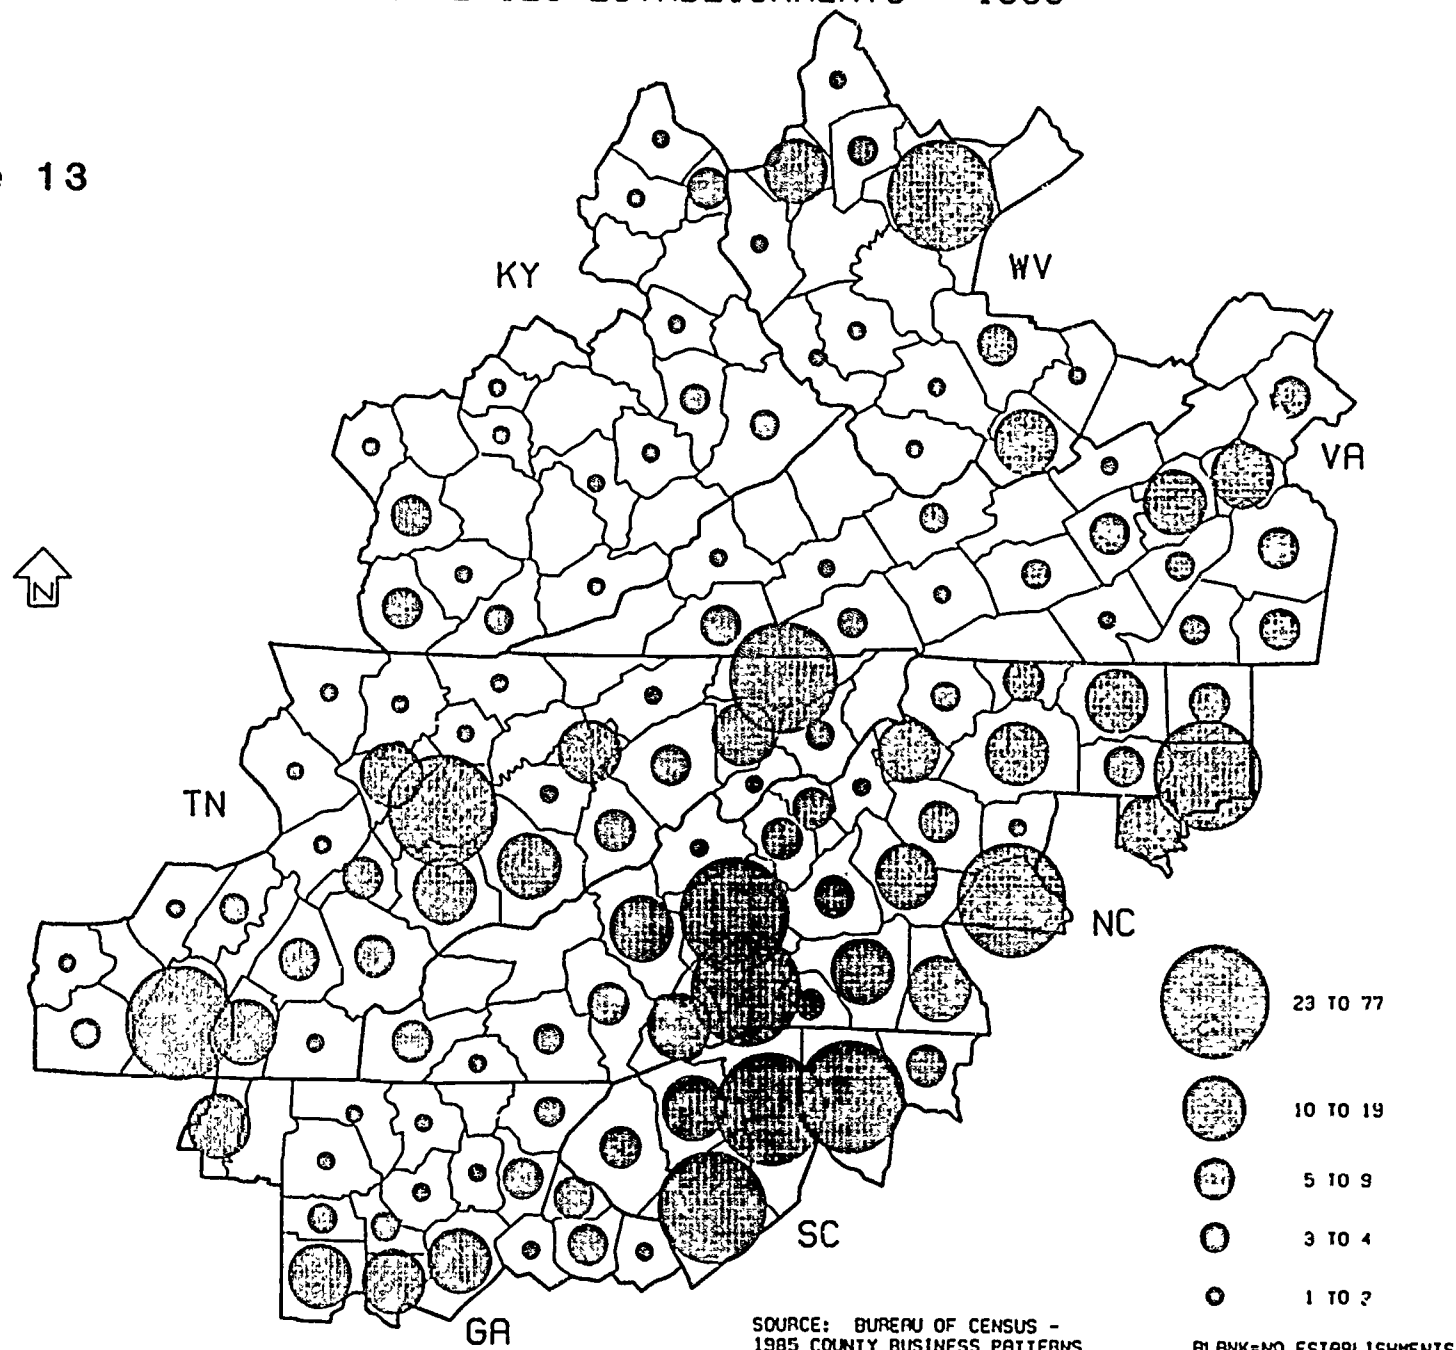 13
KY
WV
VA
N
TN
NC
23 TO 77
10 TO 19
5 TO 9
SC
3 TO 4
1 TO
GA
SOURCE: BUREAU OF CENSUS -
1985 COUNTY BUSINESS PATTERNS
BLANK=NO ESTABLISHMENTS